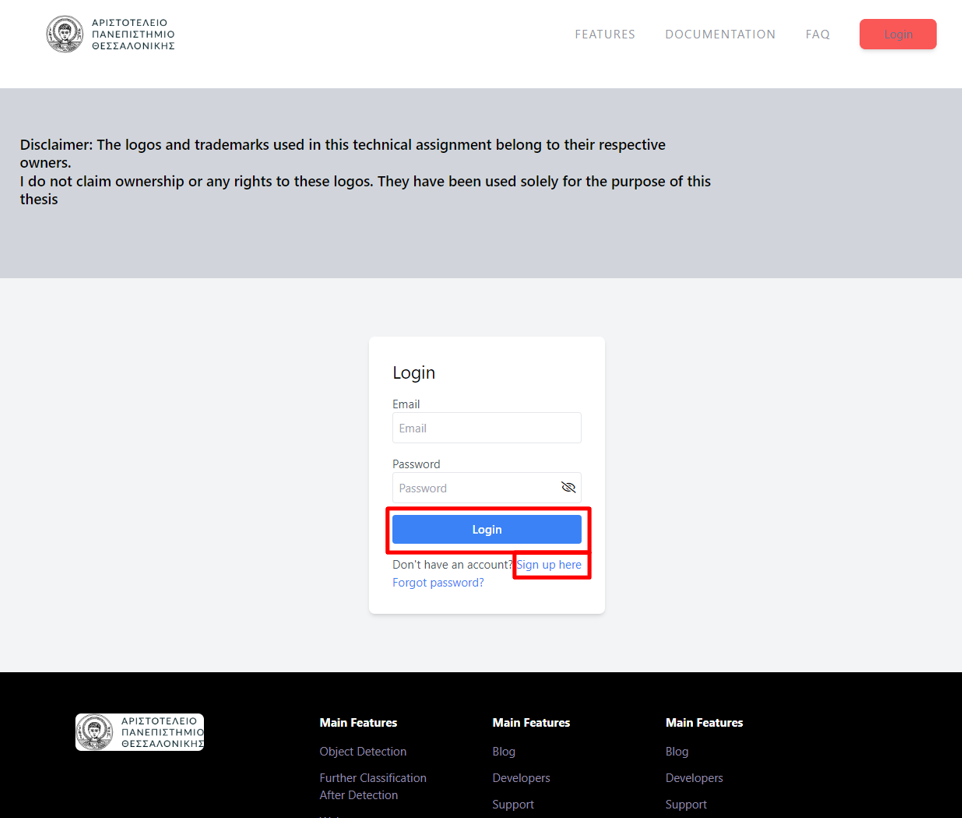 ΑΡΙΣΤΟΤΕΛΕΙΟ
ΠΑΝΕΠΙΣΤΗΜΙΟ
ΘΕΣΣΑΛΟΝΙΚΗΣ
FEATURES DOCUMENTATION FAQ Login
Disclaimer: The logos and trademarks used in this technical assignment belong to their respective
owners.
I do not claim ownership or any rights to these logos. They have been used solely for the purpose of this
thesis
Login
Email
Email
Password
Password
Login
Don't have an account? Sign up here
Forgot password?
ΑΡΙΣΤΟΤΕΛΕΙΟ
ΠΑΝΕΠΙΣΤΗΜΙΟ
ΘΕΣΣΑΛΟΝΙΚΗΣ
Main Features
Object Detection
Further Classification
After Detection
Main Features
Blog
Developers
Support
Main Features
Blog
Developers
Support